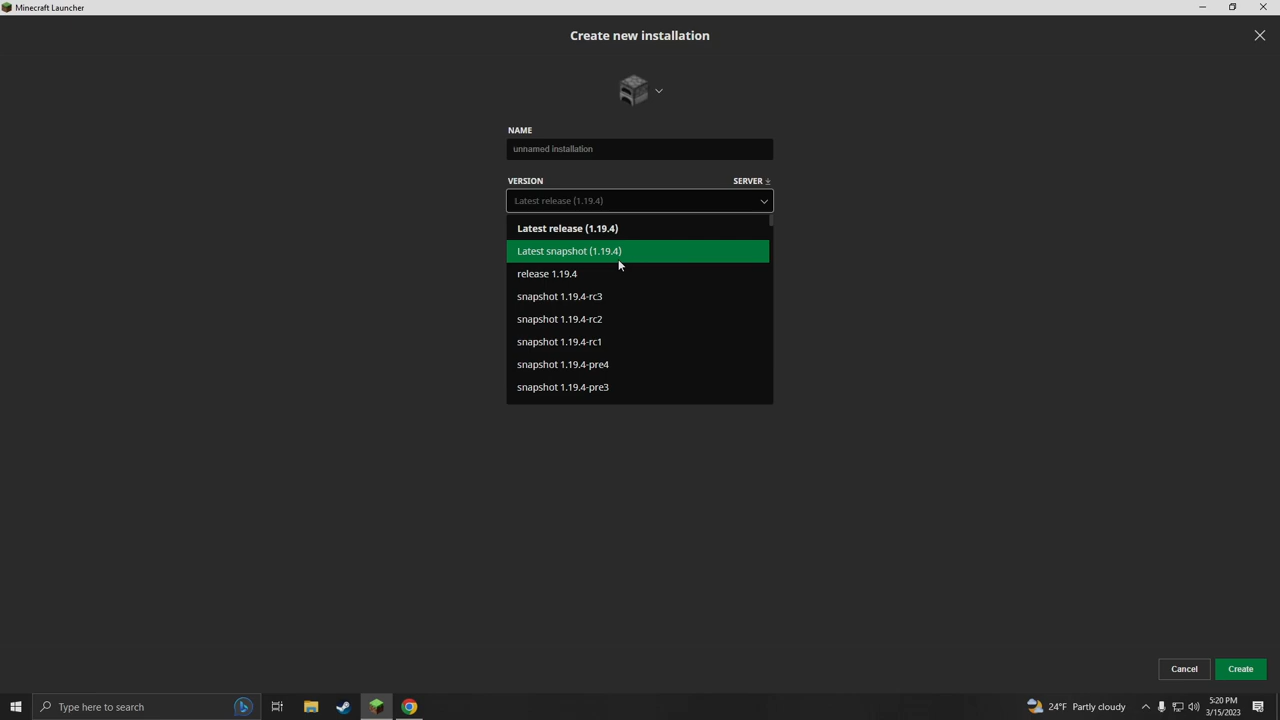 Minecraft Launcher
Create new installation
NAME
unnamed installation
VERSION
SERVER
Latest release (1.19.4)
Latest release (1.19.4)
Latest snapshot (1.19.4)
release 1.19.4
snapshot 1.19.4-rc3
snapshot 1.19.4-rc2
snapshot 1.19.4-rc1
snapshot 1.19.4-pre4
snapshot 1.19.4-pre3
Cancel
Create
Type here to search
24°F Partly cloudy
5:20 PM
3/15/2023